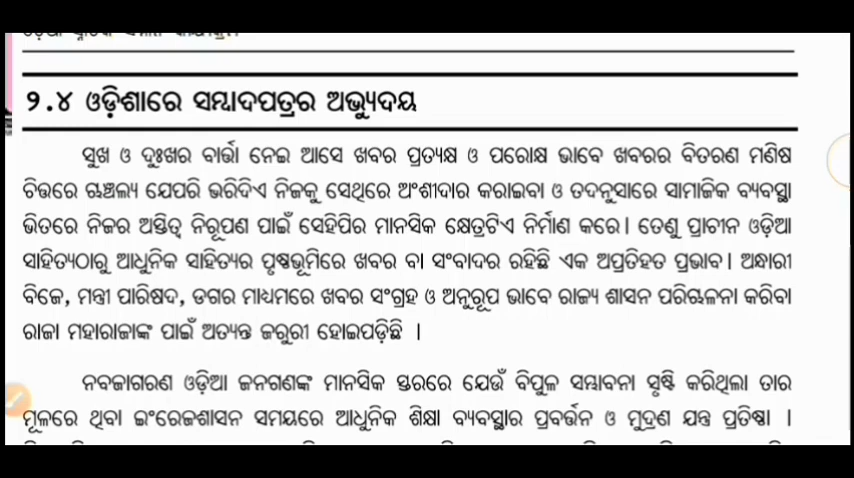 ୨.୪ ଓଡ଼ିଶାରେ ସମ୍ବାଦପତ୍ରର ଅଭ୍ୟୁଦୟ
ସୁଖ ଓ ଦୁଃଖର ବାର୍ତ୍ତା ନେଇ ଆସେ ଖବର ପ୍ରତ୍ୟକ୍ଷ ଓ ପରୋକ୍ଷ ଭାବେ ଖବରର ବିତରଣ ମଣିଷ
ଚିତ୍ତରେ ଚାଞ୍ଚଲ୍ୟ ଯେପରି ଭରିଦିଏ ନିଜକୁ ସେଥିରେ ଅଂଶୀଦାର କରାଇବା ଓ ତଦନୁସାରେ ସାମାଜିକ ବ୍ୟବସ୍ଥା
ଭିତରେ ନିଜର ଅସ୍ତିତ୍ୱ ନିରୂପଣ ପାଇଁ ସେହିପିର ମାନସିକ କ୍ଷେତ୍ରଟିଏ ନିର୍ମାଣ କରେ। ତେଣୁ ପ୍ରାଚୀନ ଓଡ଼ିଆ
ସାହିତ୍ୟଠାରୁ ଆଧୁନିକ ସାହିତ୍ୟର ପୃଷ୍ଠଭୂମିରେ ଖବର ବା ସଂବାଦର ରହିଛି ଏକ ଅପ୍ରତିହତ ପ୍ରଭାବ। ଅନ୍ଧାରୀ
ବିଜେ, ମନ୍ତ୍ରୀ ପାରିଷଦ, ଡଗର ମାଧ୍ୟମରେ ଖବର ସଂଗ୍ରହ ଓ ଅନୁରୂପ ଭାବେ ରାଜ୍ୟ ଶାସନ ପରିଚାଳନା କରିବା
ରାଜା ମହାରାଜାଙ୍କ ପାଇଁ ଅତ୍ୟନ୍ତ ଜରୁରୀ ହୋଇପଡ଼ିଛି ।
ନବଜାଗରଣ ଓଡ଼ିଆ ଜନଗଣଙ୍କ ମାନସିକ ସ୍ତରରେ ଯେଉଁ ବିପୁଳ ସମ୍ଭାବନା ସୃଷ୍ଟି କରିଥିଲା ତାର
ମୂଳରେ ଥିବା ଇଂରେଜଶାସନ ସମୟରେ ଆଧୁନିକ ଶିକ୍ଷା ବ୍ୟବସ୍ଥାର ପ୍ରବର୍ତ୍ତନ ଓ ମୁଦ୍ରଣ ଯନ୍ତ୍ର ପ୍ରତିଷ୍ଠା ।